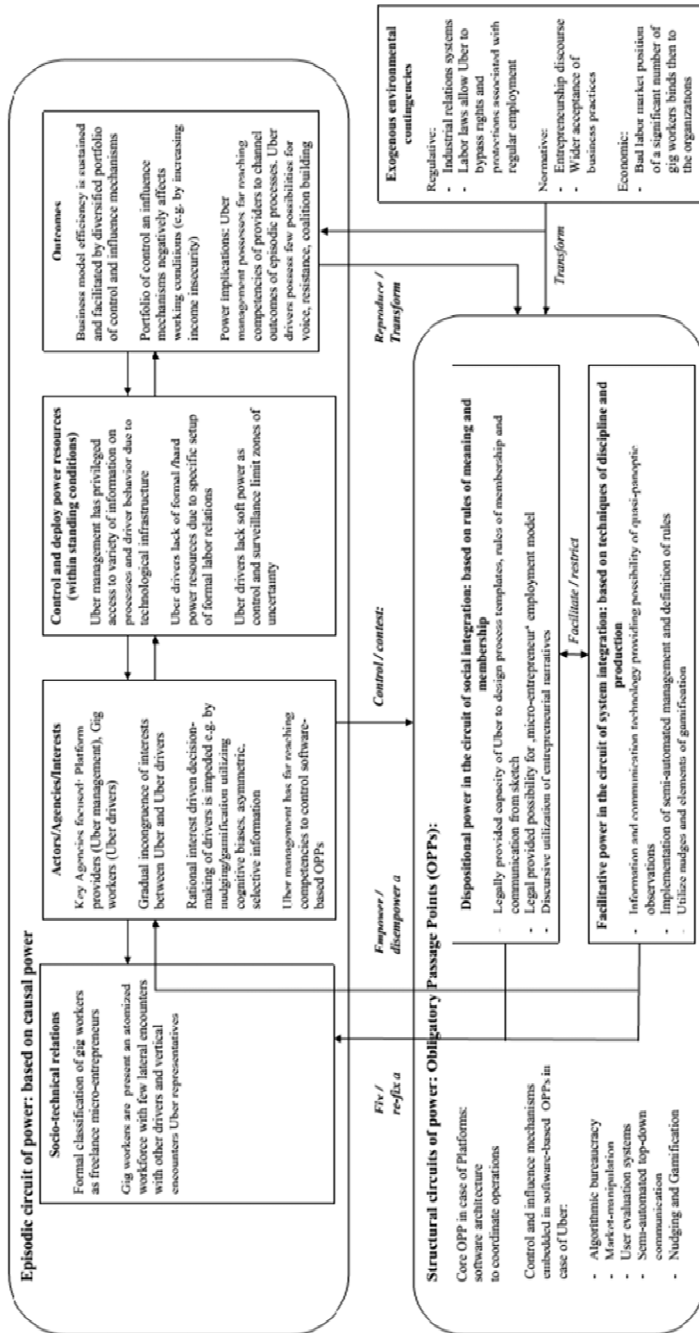 Episodic circuit of power: based on causal power
Socio-technical relations
Formal classification of gig workers
as freelance micro-entrepreneurs
Gig workers are present an atomized
workforce with few lateral encounters
with other drivers and vertical
encounters Uber representatives
Actors/Agencies/Interests
Key Agencies focused: Platform
providers (Uber management), Gig
workers (Uber drivers)
Gradual incongruence of interests
between Uber and Uber drivers
Rational interest driven decision-
making of drivers is impeded e.g. by
nudging/gamification utilizing
cognitive biases, asymmetric,
selective information
Uber management has far reaching
competencies to control software-
based OPPs
Control and deploy power resources
(within standing conditions)
Uber management has privileged
access to variety of information on
processes and driver behavior due to
technological infrastructure
Uber drivers lack of formal /hard
power resources due to specific setup
of formal labor relations
Uber drivers lack soft power as
control and surveillance limit zones of
uncertainty
Outcomes
Business model efficiency is sustained
and facilitated by diversified portfolio
of control and influence mechanisms
Portfolio of control an influence
mechanisms negatively affects
working conditions (e.g. by increasing
income insecurity)
Power implications: Uber
management possesses far reaching
competencies of providers to channel
outcomes of episodic processes. Uber
drivers possess few possibilities for
voice, resistance, coalition building
Fix /
re-fix a
Empower /
disempower a
Control / contest:
Reproduce /
Transform
Structural circuits of power: Obligatory Passage Points (OPPs):
Core OPP in case of Platforms:
software architecture
to coordinate operations
Control and influence mechanisms
embedded in software-based OPPs in
case of Uber:
- Algorithmic bureaucracy
- Market-manipulation
- User evaluation systems
- Semi-automated top-down
communication
- Nudging and Gamification
Dispositional power in the circuit of social integration: based on rules of meaning and
membership
- Legally provided capacity of Uber to design process templates, rules of membership and
communication from sketch
- Legal provided possibility for „micro-entrepreneur“ employment model
- Discursive utilization of entrepreneurial narratives
Facilitate / restrict
Facilitative power in the circuit of system integration: based on techniques of discipline and
production
- Information and communication technology providing possibility of quasi-panoptic
observations
- Implementation of semi-automated management and definition of rules
- Utilize nudges and elements of gamification
Transform
Exogenous environmental
contingencies
Regulative:
- Industrial relations systems
- Labor laws allow Uber to
bypass rights and
protections associated with
regular employment
Normative:
- Entrepreneurship discourse
- Wider acceptance of
business practices
Economic:
- Bad labor market position
of a significant number of
gig workers binds then to
the organizations